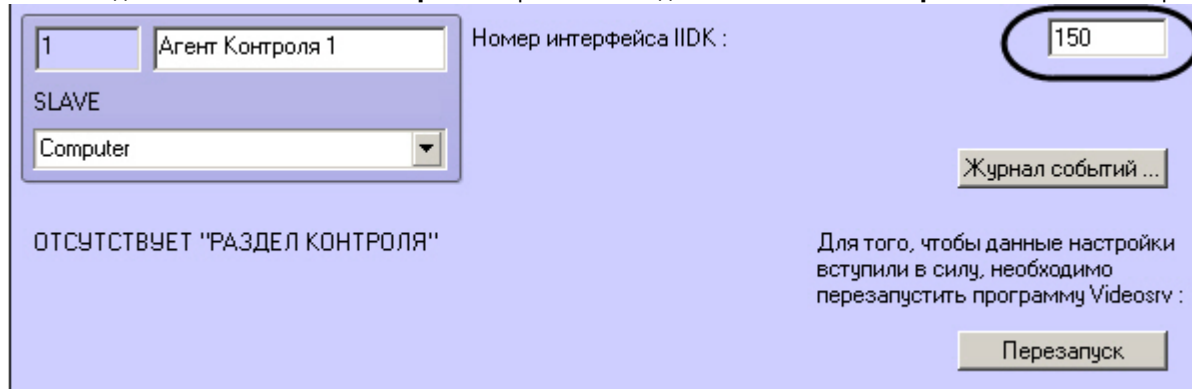 1
Агент Контроля 1
Номер интерфейса IIDK :
150
SLAVE
Computer
Журнал событий ...
ОТСУТСТВУЕТ "РАЗДЕЛ КОНТРОЛЯ"
Для того, чтобы данные настройки
вступили в силу, необходимо
перезапустить программу Videosrv :
Перезапуск